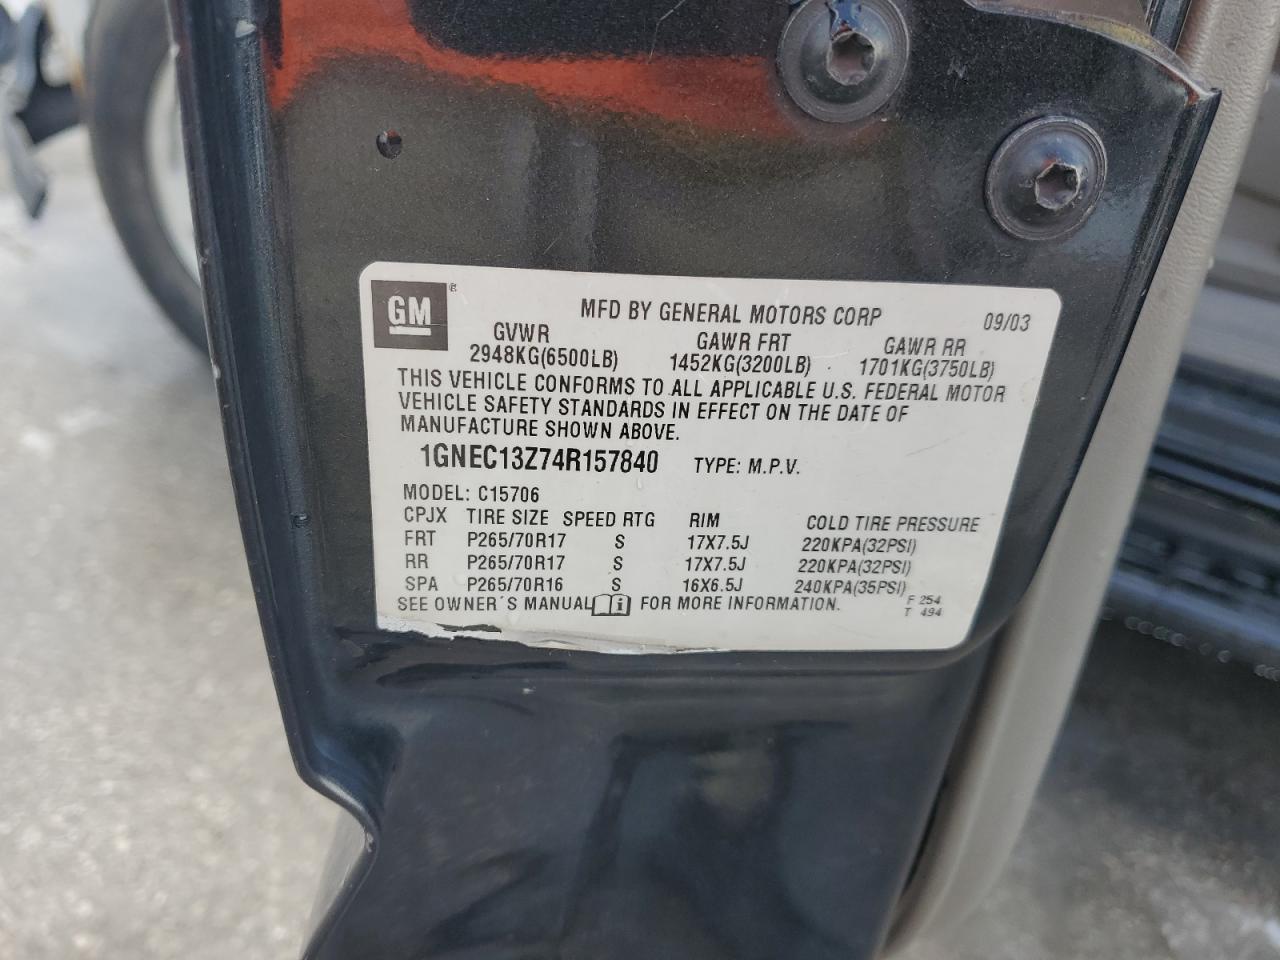 GM ®
MFD BY GENERAL MOTORS CORP 09/03
GVWR GAWR FRT GAWR RR
2948KG(6500LB) 1452KG(3200LB) 1701KG(3750LB)
THIS VEHICLE CONFORMS TO ALL APPLICABLE U.S. FEDERAL MOTOR
VEHICLE SAFETY STANDARDS IN EFFECT ON THE DATE OF
MANUFACTURE SHOWN ABOVE.
1GNEC13Z74R157840 TYPE: M.P.V.
MODEL: C15706
CPJX TIRE SIZE SPEED RTG RIM COLD TIRE PRESSURE
FRT P265/70R17 S 17X7.5J 220KPA(32PSI)
RR P265/70R17 S 17X7.5J 220KPA(32PSI)
SPA P265/70R16 S 16X6.5J 240KPA(35PSI)
SEE OWNER'S MANUAL i FOR MORE INFORMATION. F 254
T 494